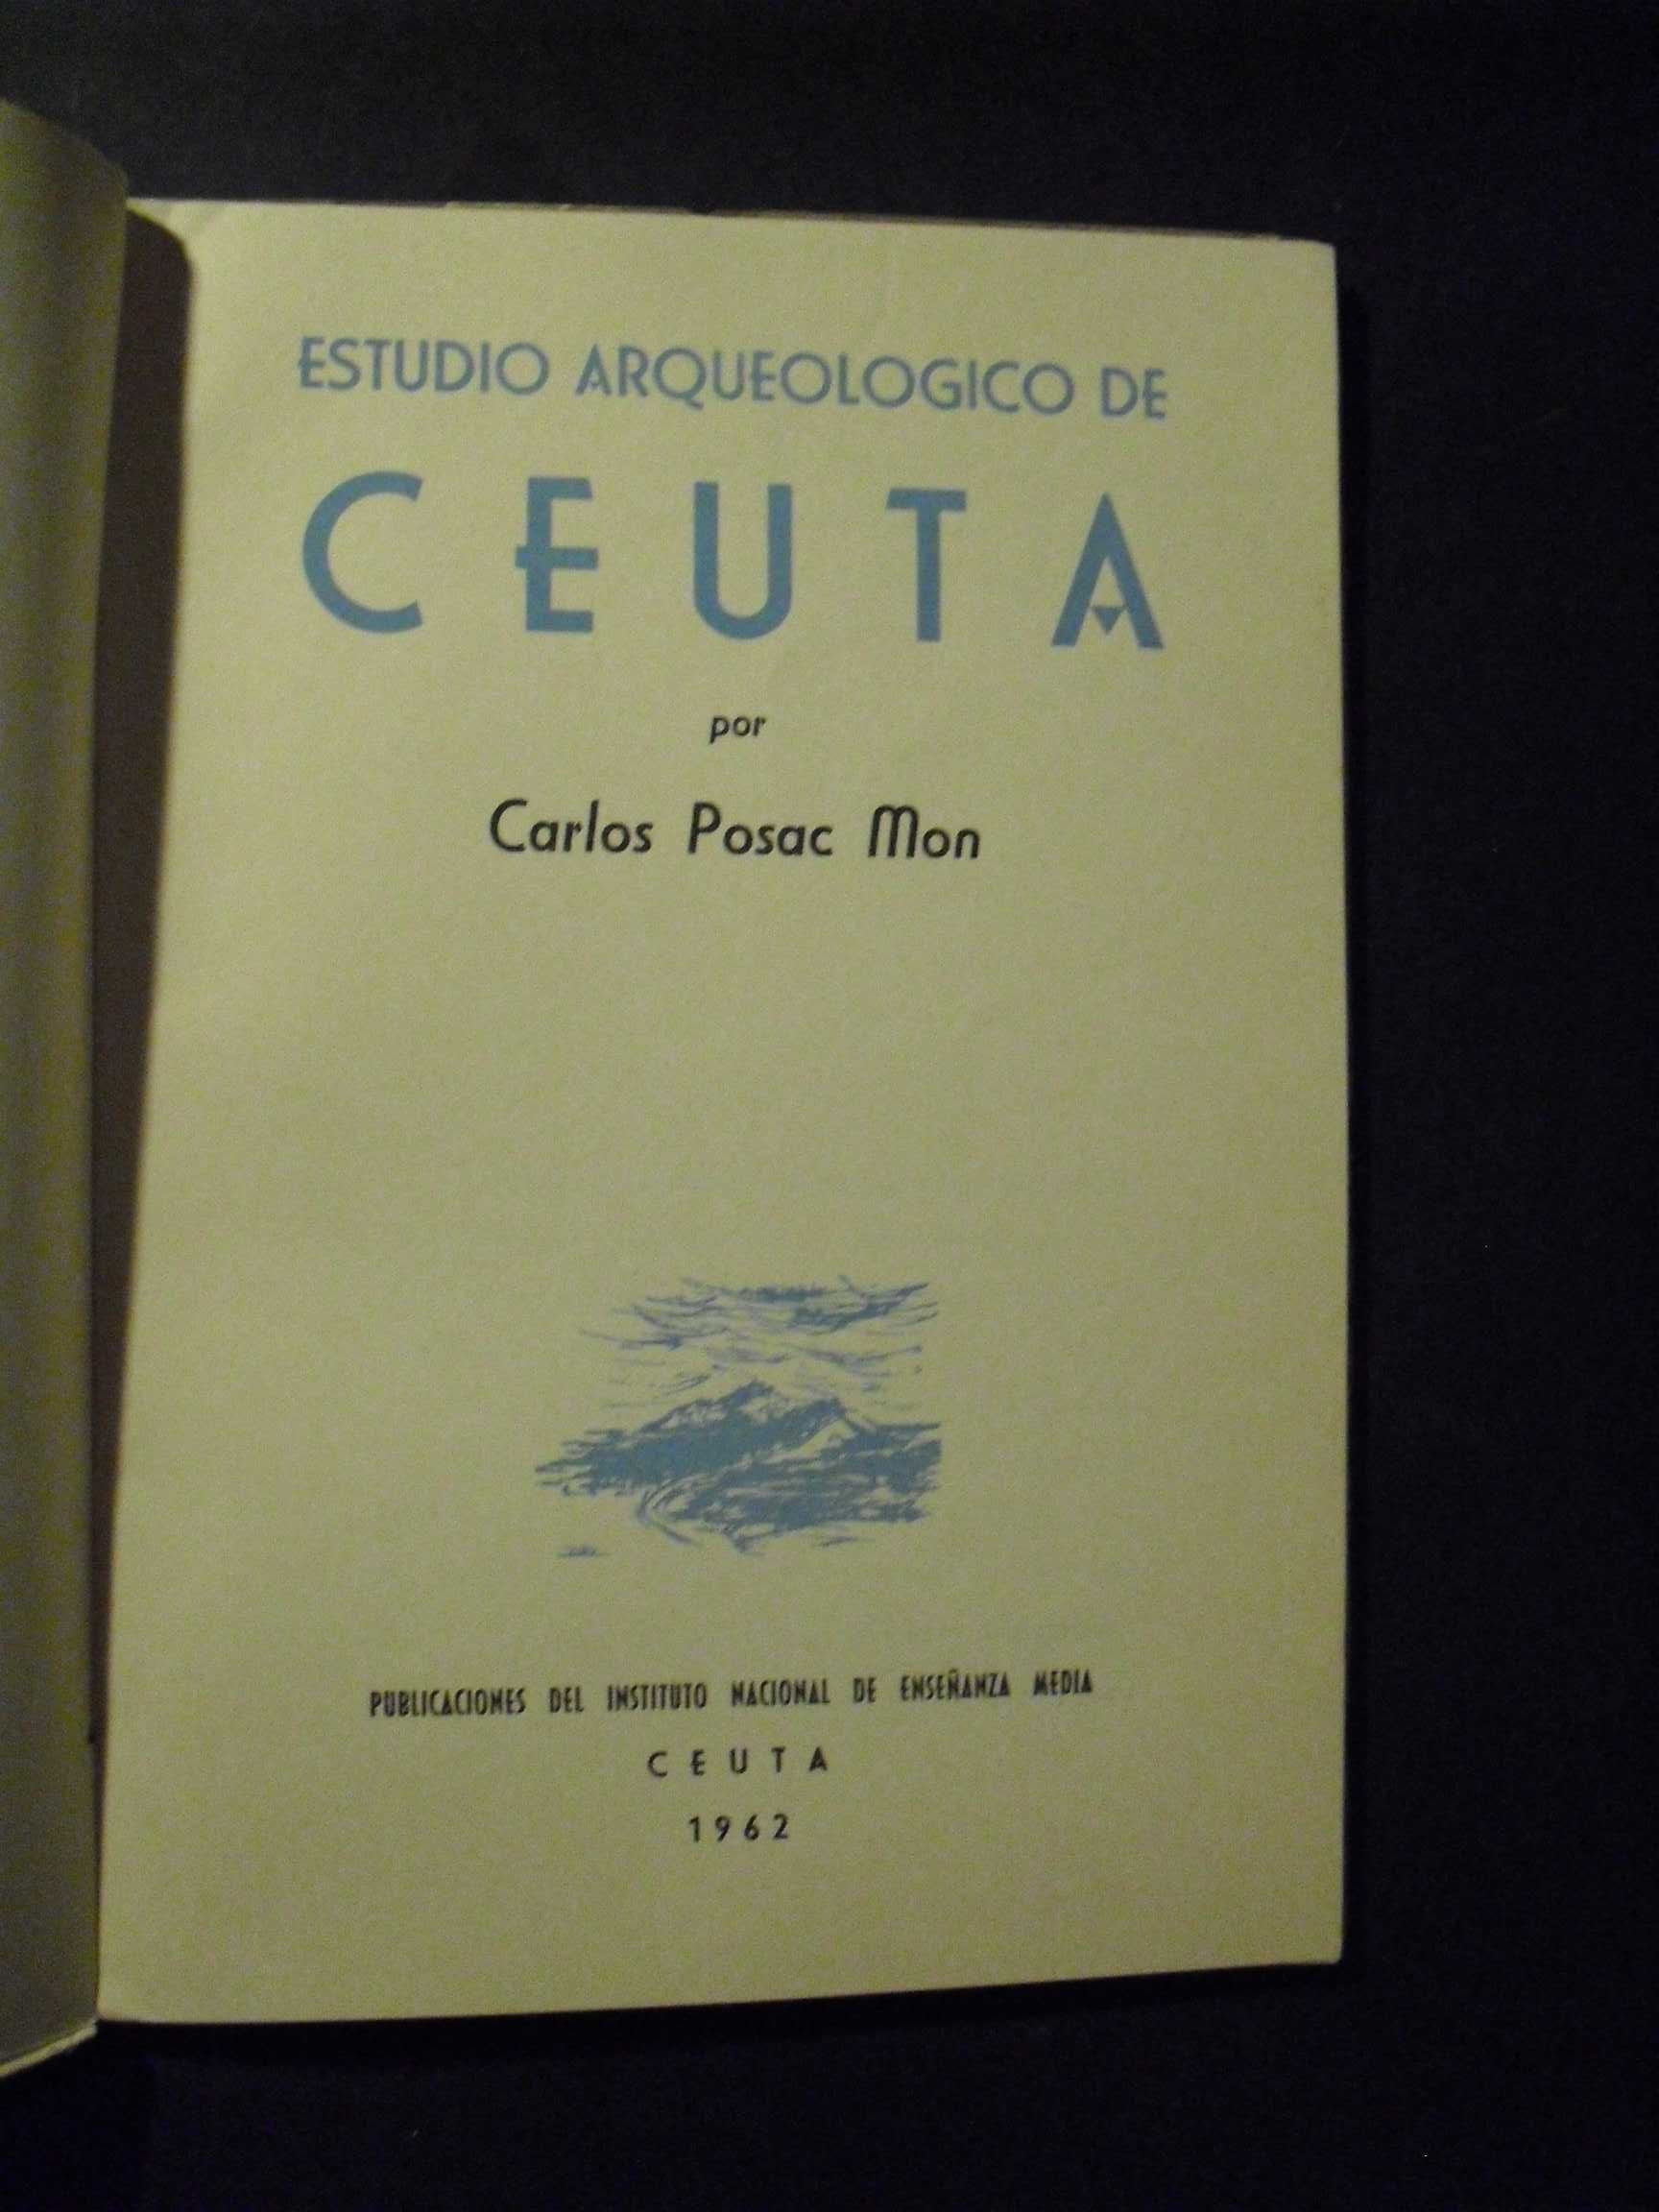 ESTUDIO ARQUEOLOGICO DE
CEUTA
por
Carlos Posac Mon
PUBLICACIONES DEL INSTITUTO NACIONAL DE ENSEÑANZA MEDIA
CEUTA
1962